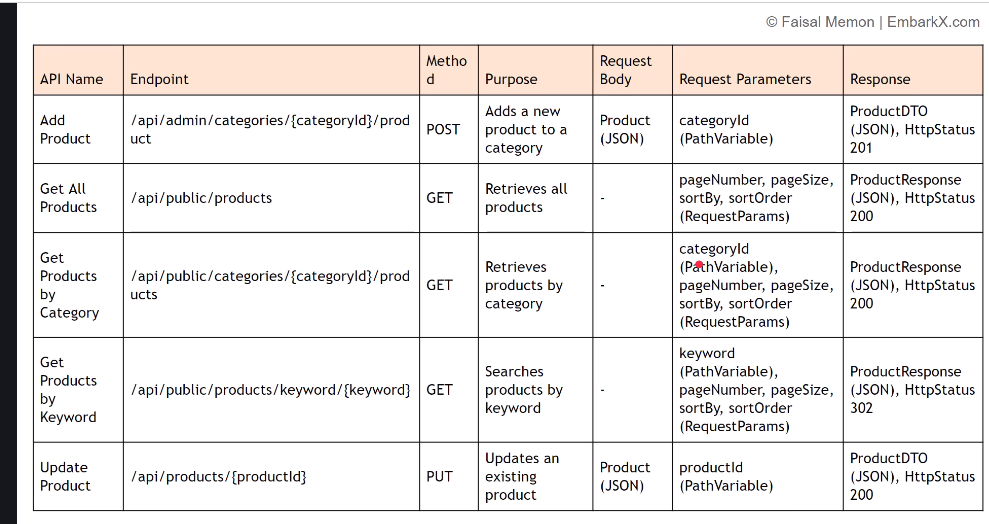 © Faisal Memon | EmbarkX.com
API Name
Endpoint
Metho
d
Purpose
Request
Body
Request Parameters
Response
Add
Product
/api/admin/categories/{categoryId}/prod
uct
POST
Adds a new
product to a
category
Product
(JSON)
categoryId
(PathVariable)
ProductDTO
(JSON), HttpStatus
201
Get All
Products
/api/public/products
GET
Retrieves all
products
-
pageNumber, pageSize,
sortBy, sortOrder
(RequestParams)
ProductResponse
(JSON), HttpStatus
200
Get
Products
by
Category
/api/public/categories/{categoryId}/prod
ucts
GET
Retrieves
products by
category
-
categoryId
(PathVariable),
pageNumber, pageSize,
sortBy, sortOrder
(RequestParams)
ProductResponse
(JSON), HttpStatus
200
Get
Products
by
Keyword
/api/public/products/keyword/{keyword}
GET
Searches
products by
keyword
-
keyword
(PathVariable),
pageNumber, pageSize,
sortBy, sortOrder
(RequestParams)
ProductResponse
(JSON), HttpStatus
302
Update
Product
/api/products/{productId}
PUT
Updates an
existing
product
Product
(JSON)
productId
(PathVariable)
ProductDTO
(JSON), HttpStatus
200